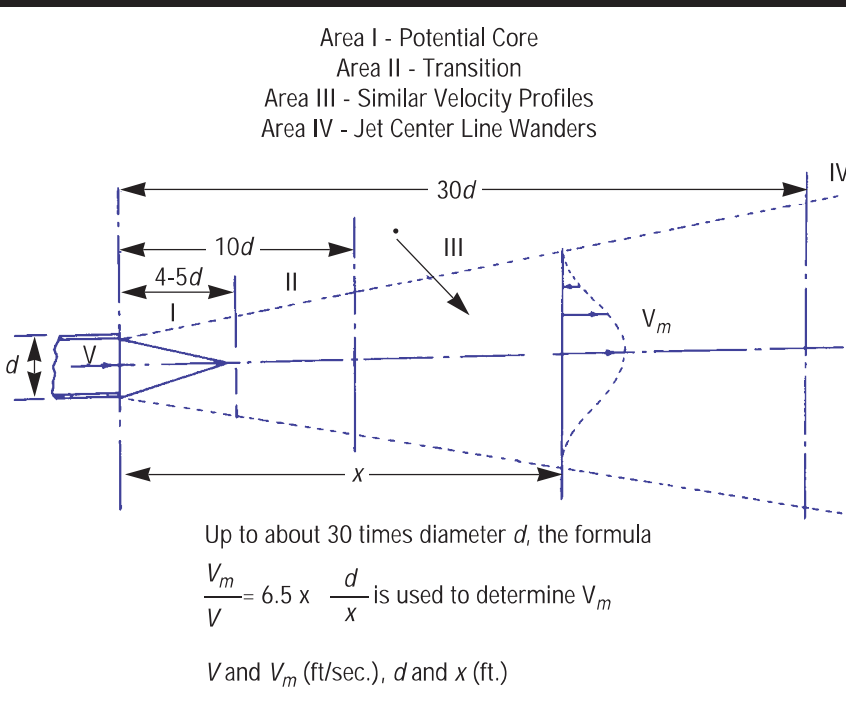 Area I - Potential Core
Area II - Transition
Area III - Similar Velocity Profiles
Area IV - Jet Center Line Wanders
IV
30d
10d
III
4-5d
II
I
Vm
d
V
x
Up to about 30 times diameter d, the formula
Vm/V = 6.5 x d/x is used to determine Vm
V and Vm (ft/sec.), d and x (ft.)